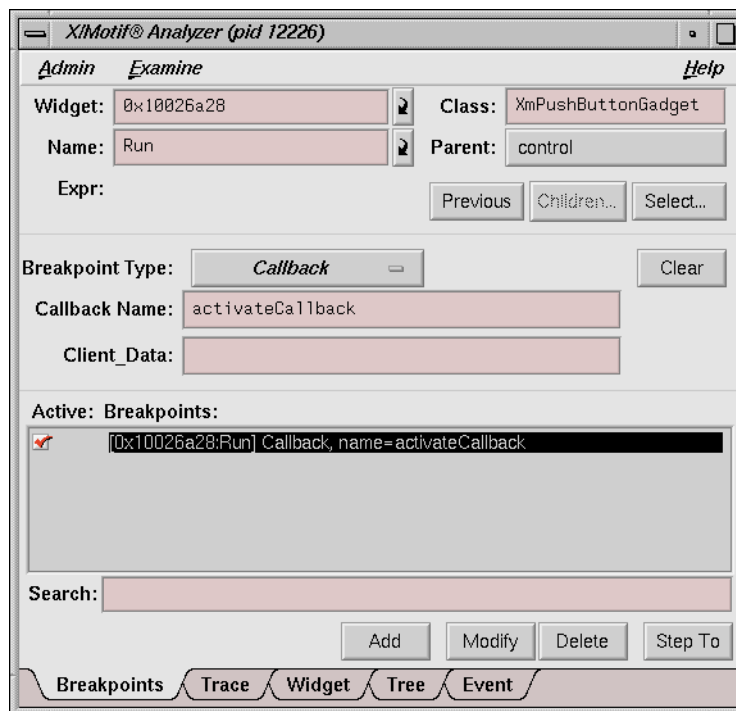 X/Motif® Analyzer (pid 12226)
Admin Examine Help
Widget: 0x10026a28 Class: XmPushButtonGadget
Name: Run Parent: control
Expr:
Previous Children... Select...
Breakpoint Type: Callback Clear
Callback Name: activateCallback
Client_Data:
Active: Breakpoints:
[0x10026a28:Run] Callback, name=activateCallback
Search:
Add Modify Delete Step To
Breakpoints Trace Widget Tree Event